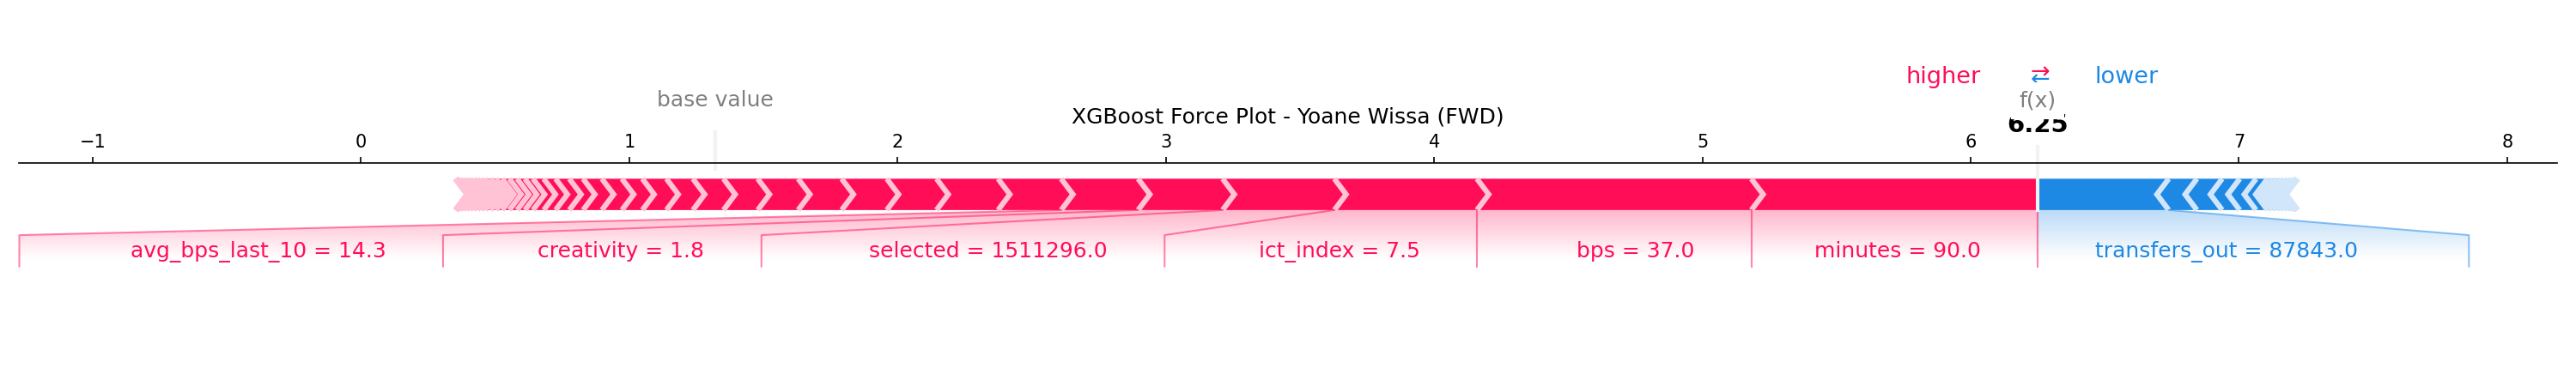 higher ⇄ lower
base value
f(x)
XGBoost Force Plot - Yoane Wissa (FWD)
6.25
−1 0 1 2 3 4 5 6 7 8
avg_bps_last_10 = 14.3 creativity = 1.8 selected = 1511296.0 ict_index = 7.5 bps = 37.0 minutes = 90.0 transfers_out = 87843.0